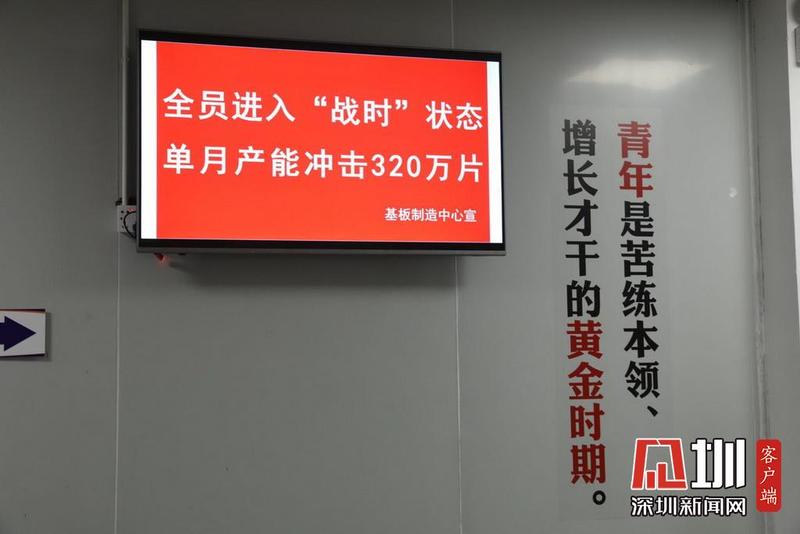 全员进入“战时”状态
单月产能冲击320万片
基板制造中心宣
青年是苦练本领、
增长才干的黄金时期。
深圳
深圳新闻网
客户端